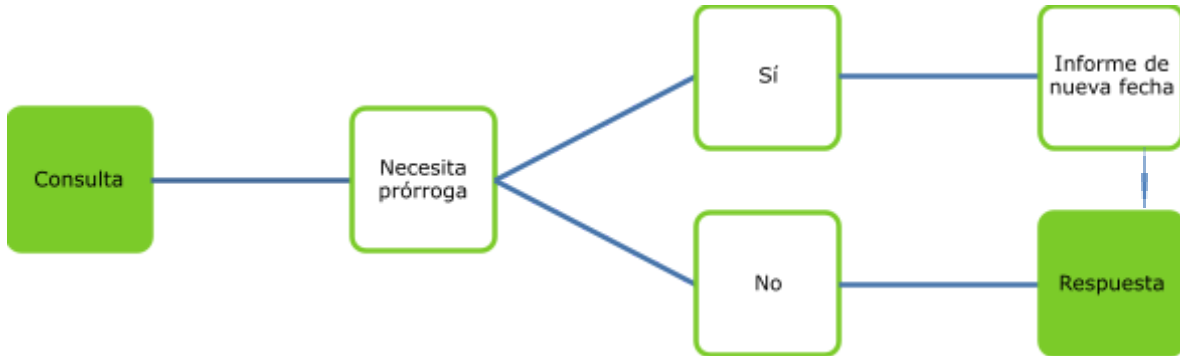 Consulta
Necesita
prórroga
Sí
Informe de
nueva fecha
No
Respuesta